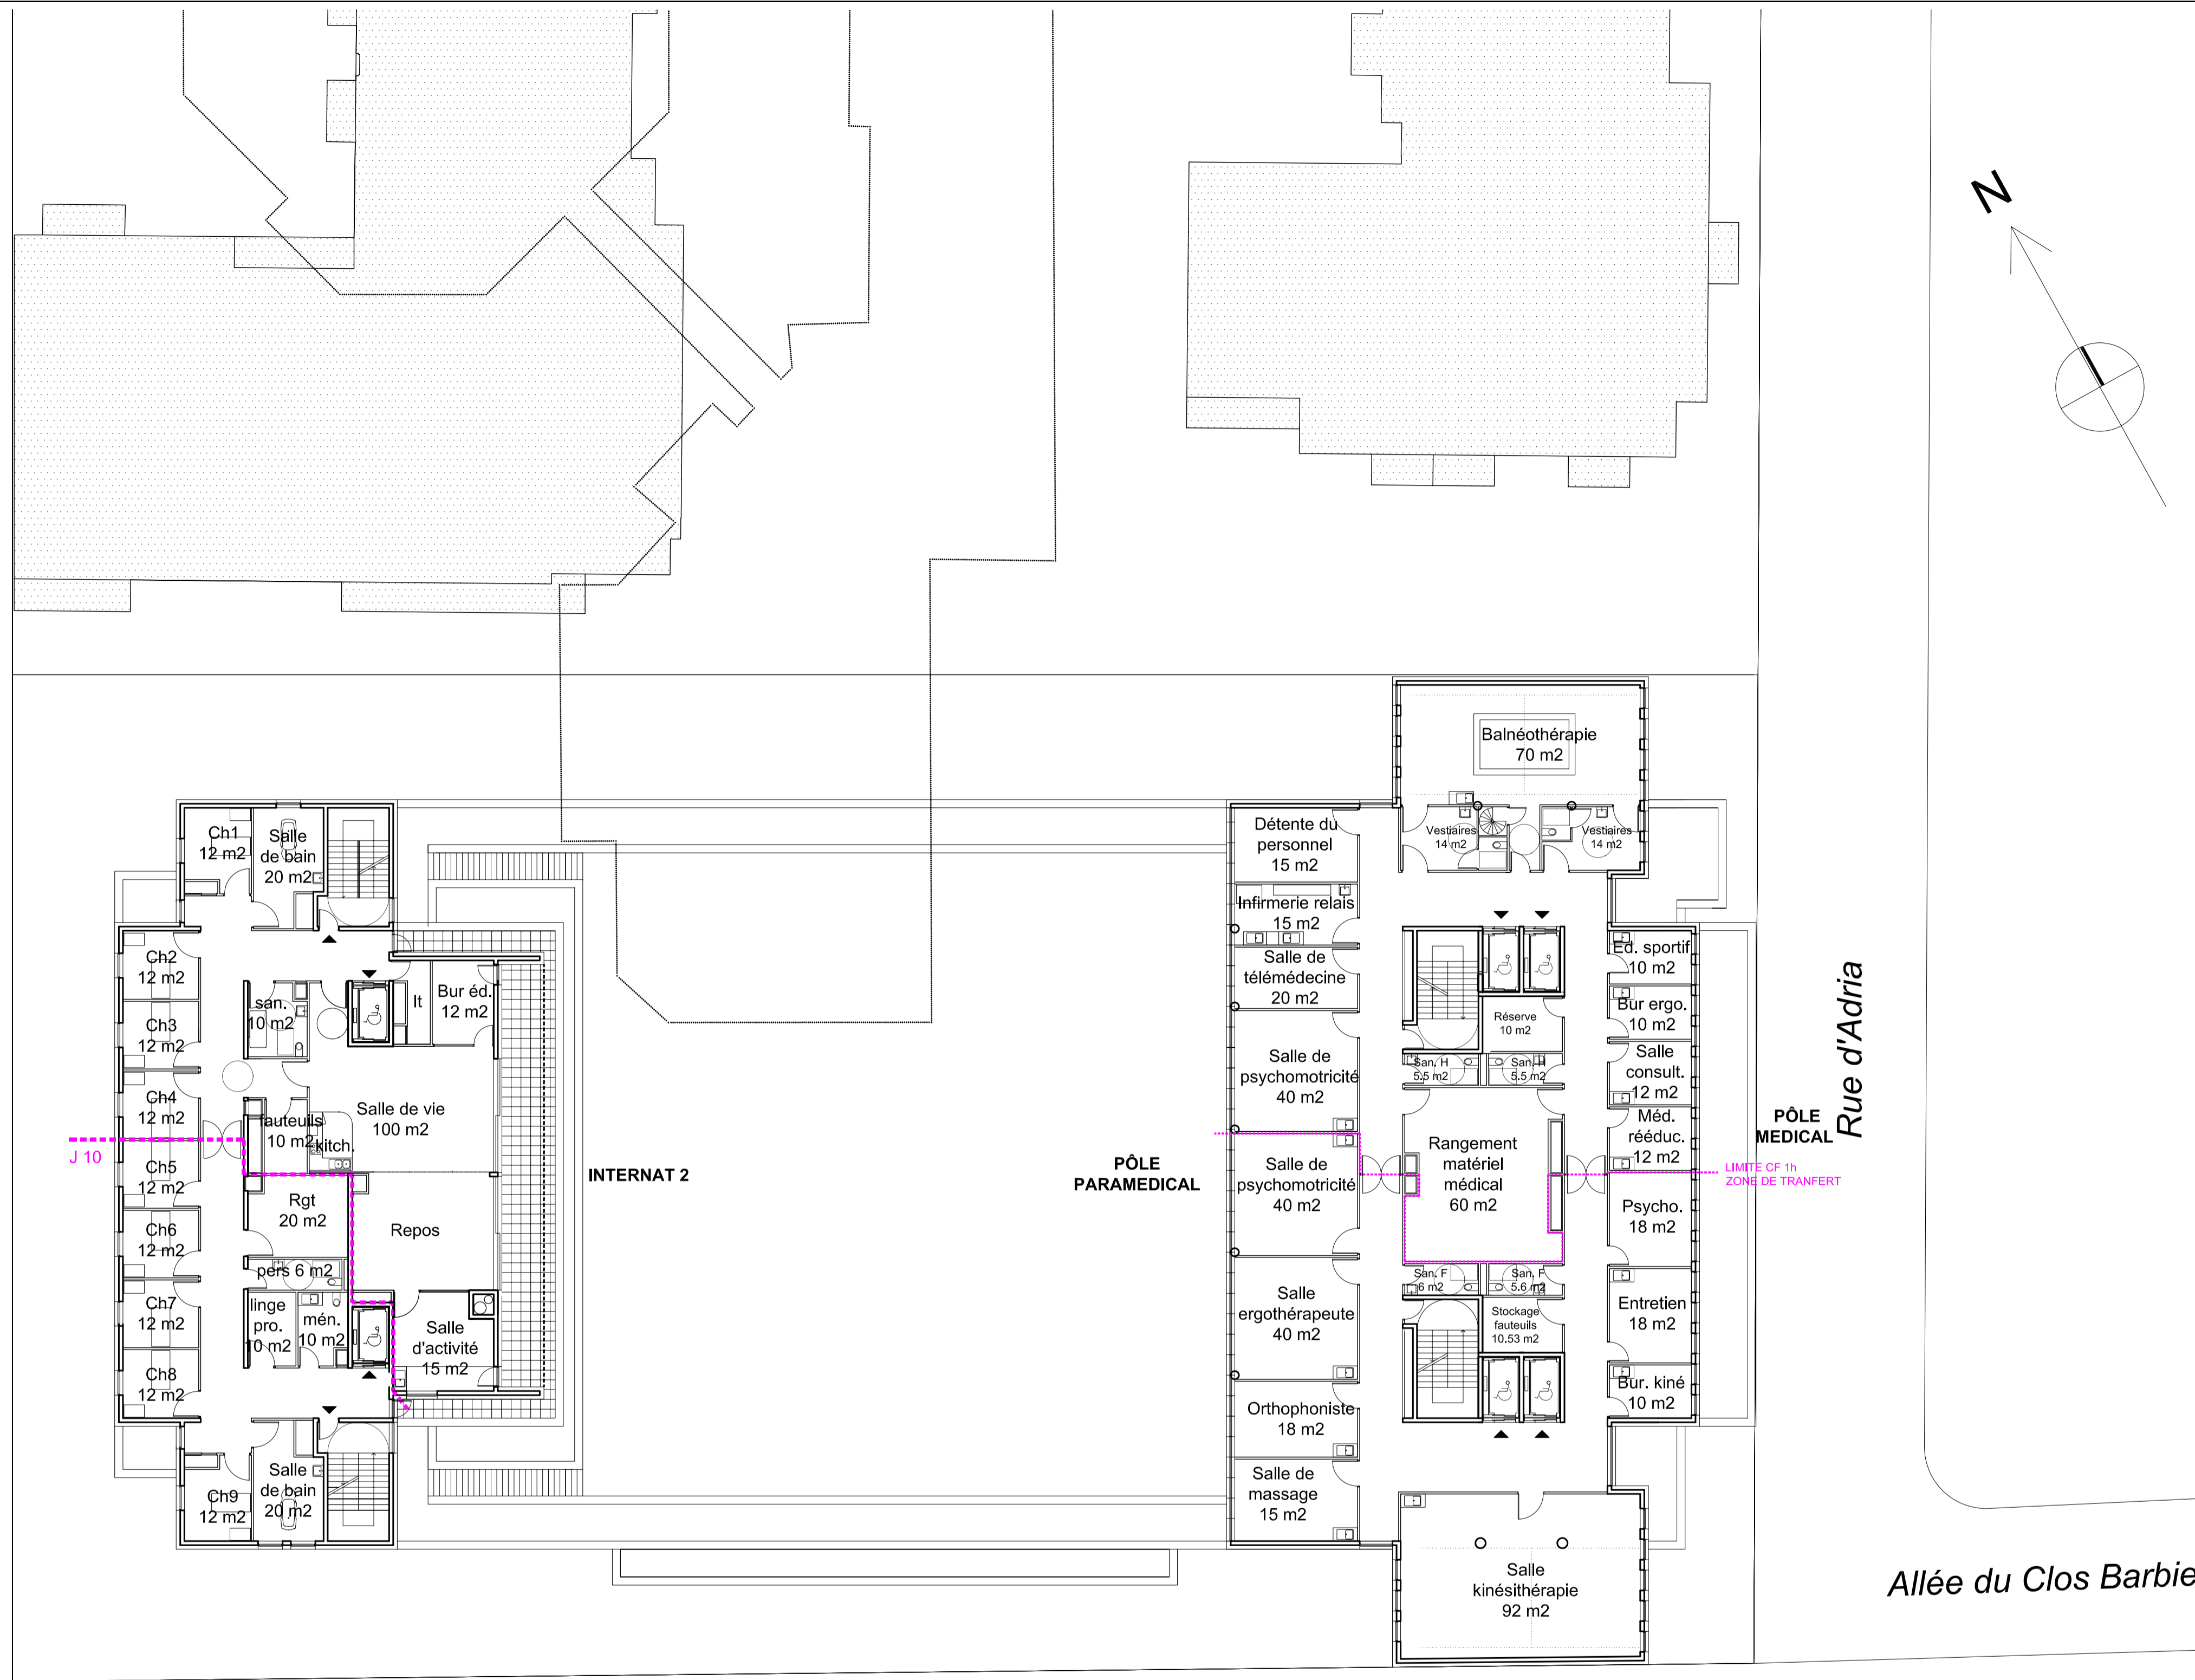 N
Rue d'Adria
Allée du Clos Barbie
Ch1
12 m2
Salle
de bain
20 m2
Ch2
12 m2
Ch3
12 m2
Ch4
12 m2
J 10
Ch5
12 m2
Ch6
12 m2
Ch7
12 m2
Ch8
12 m2
Ch9
12 m2
Salle
de bain
20 m2
san.
10 m2
lt
Bur éd.
12 m2
fauteuils
10 m2
kitch.
Salle de vie
100 m2
Rgt
20 m2
Repos
pers 6 m2
linge
pro.
10 m2
mén.
10 m2
Salle
d'activité
15 m2
INTERNAT 2
PÔLE
PARAMEDICAL
Détente du
personnel
15 m2
Infirmerie relais
15 m2
Salle de
télémédecine
20 m2
Salle de
psychomotricité
40 m2
Salle de
psychomotricité
40 m2
Salle
ergothérapeute
40 m2
Orthophoniste
18 m2
Salle de
massage
15 m2
Balnéothérapie
70 m2
Vestiaires
14 m2
Vestiaires
14 m2
Réserve
10 m2
San. H
5.5 m2
San. H
5.5 m2
Rangement
matériel
médical
60 m2
San. F
6 m2
San. F
5.6 m2
Stockage
fauteuils
10.53 m2
Salle
kinésithérapie
92 m2
Ed. sportif
10 m2
Bur ergo.
10 m2
Salle
consult.
12 m2
Méd.
rééduc.
12 m2
Psycho.
18 m2
Entretien
18 m2
Bur. kiné
10 m2
PÔLE
MEDICAL
LIMITE CF 1h
ZONE DE TRANFERT